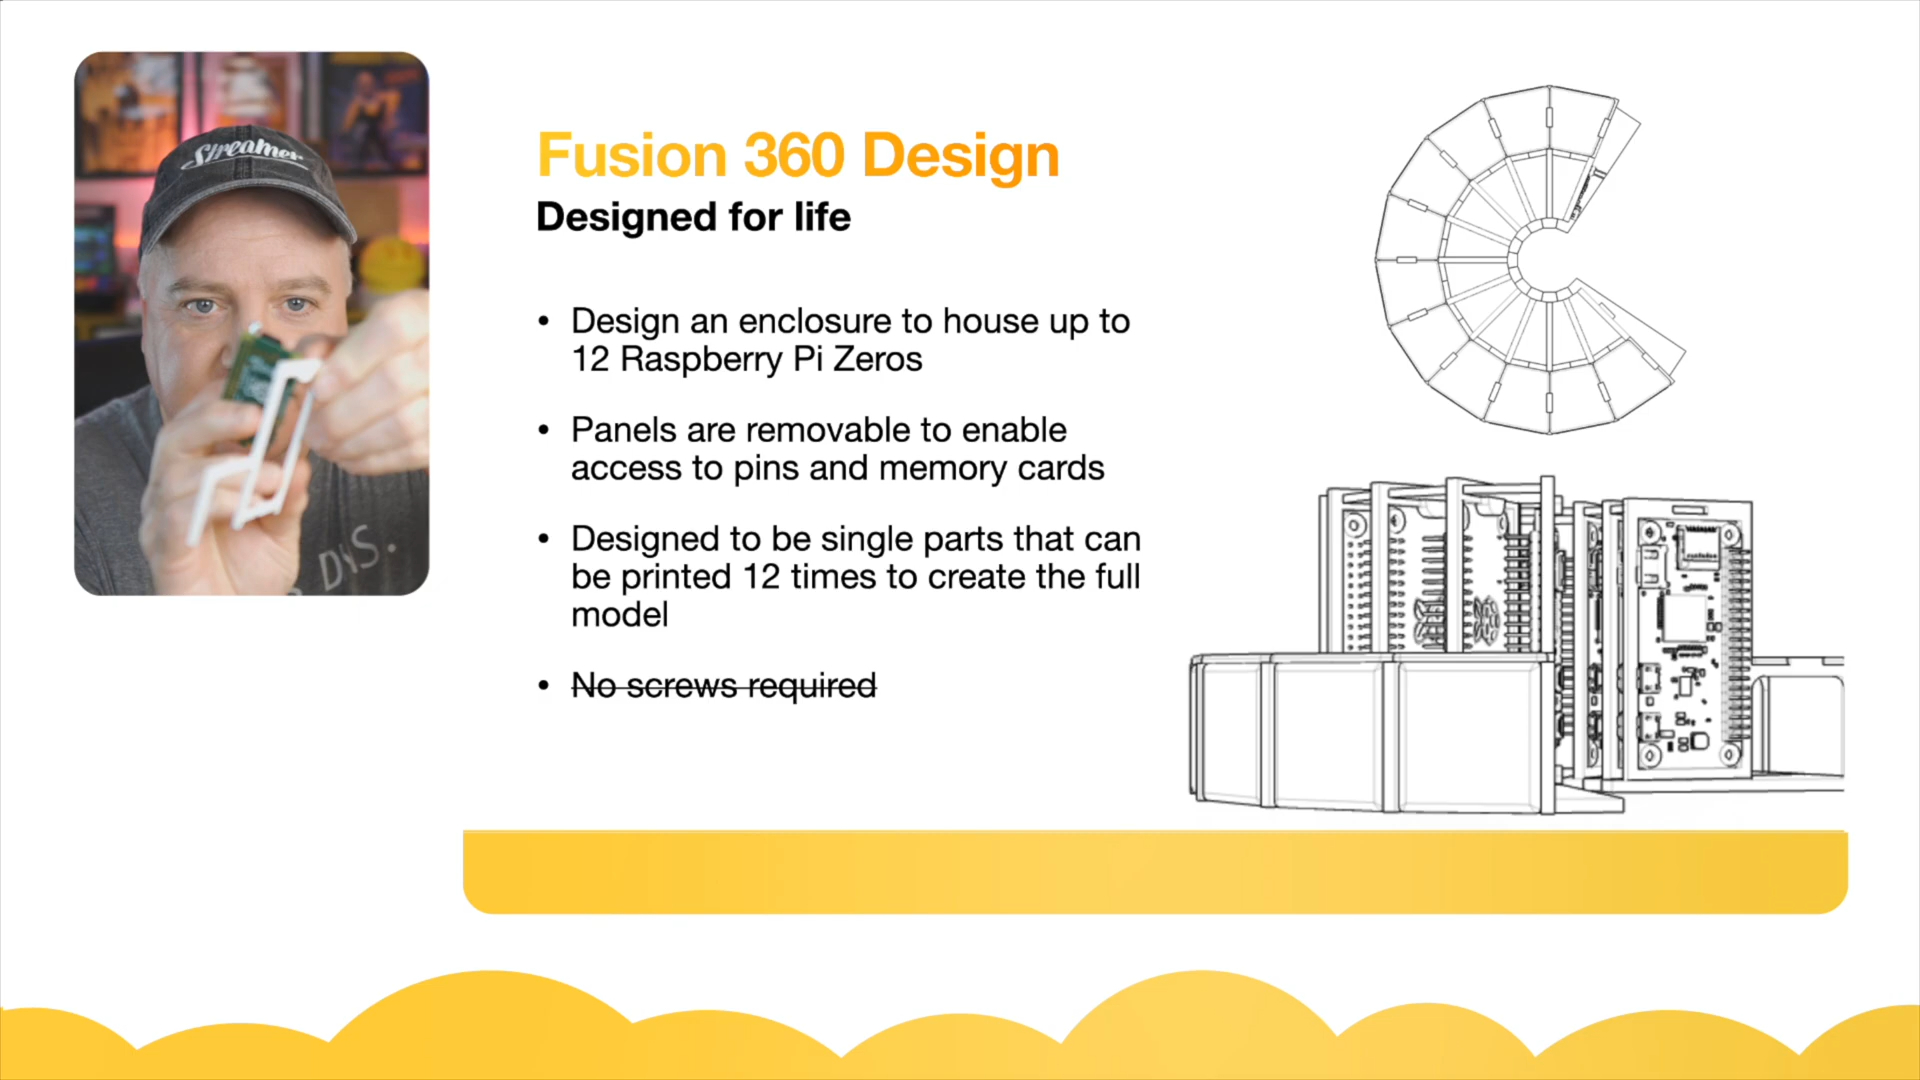 Streamer
DNS.
Fusion 360 Design
Designed for life
• Design an enclosure to house up to
12 Raspberry Pi Zeros
• Panels are removable to enable
access to pins and memory cards
• Designed to be single parts that can
be printed 12 times to create the full
model
• No screws required